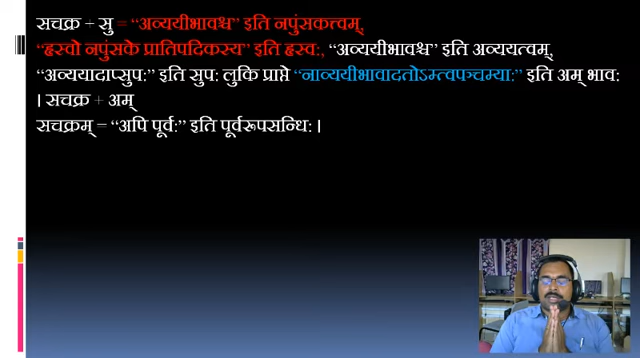 सचक्र + सु = “अव्ययीभावश्च” इति नपुंसकत्त्वम्,
“हृस्वो नपुंसके प्रातिपदिकस्य” इति हृस्व:, “अव्ययीभावश्च” इति अव्ययत्वम्,
“अव्ययादाप्सुप:” इति सुप: लुकि प्राप्ते “नाव्ययीभावादतोऽम्त्वपञ्चम्या:” इति अम् भाव:
। सचक्र + अम्
सचक्रम् = “अपि पूर्व:” इति पूर्वरूपसन्धि: ।